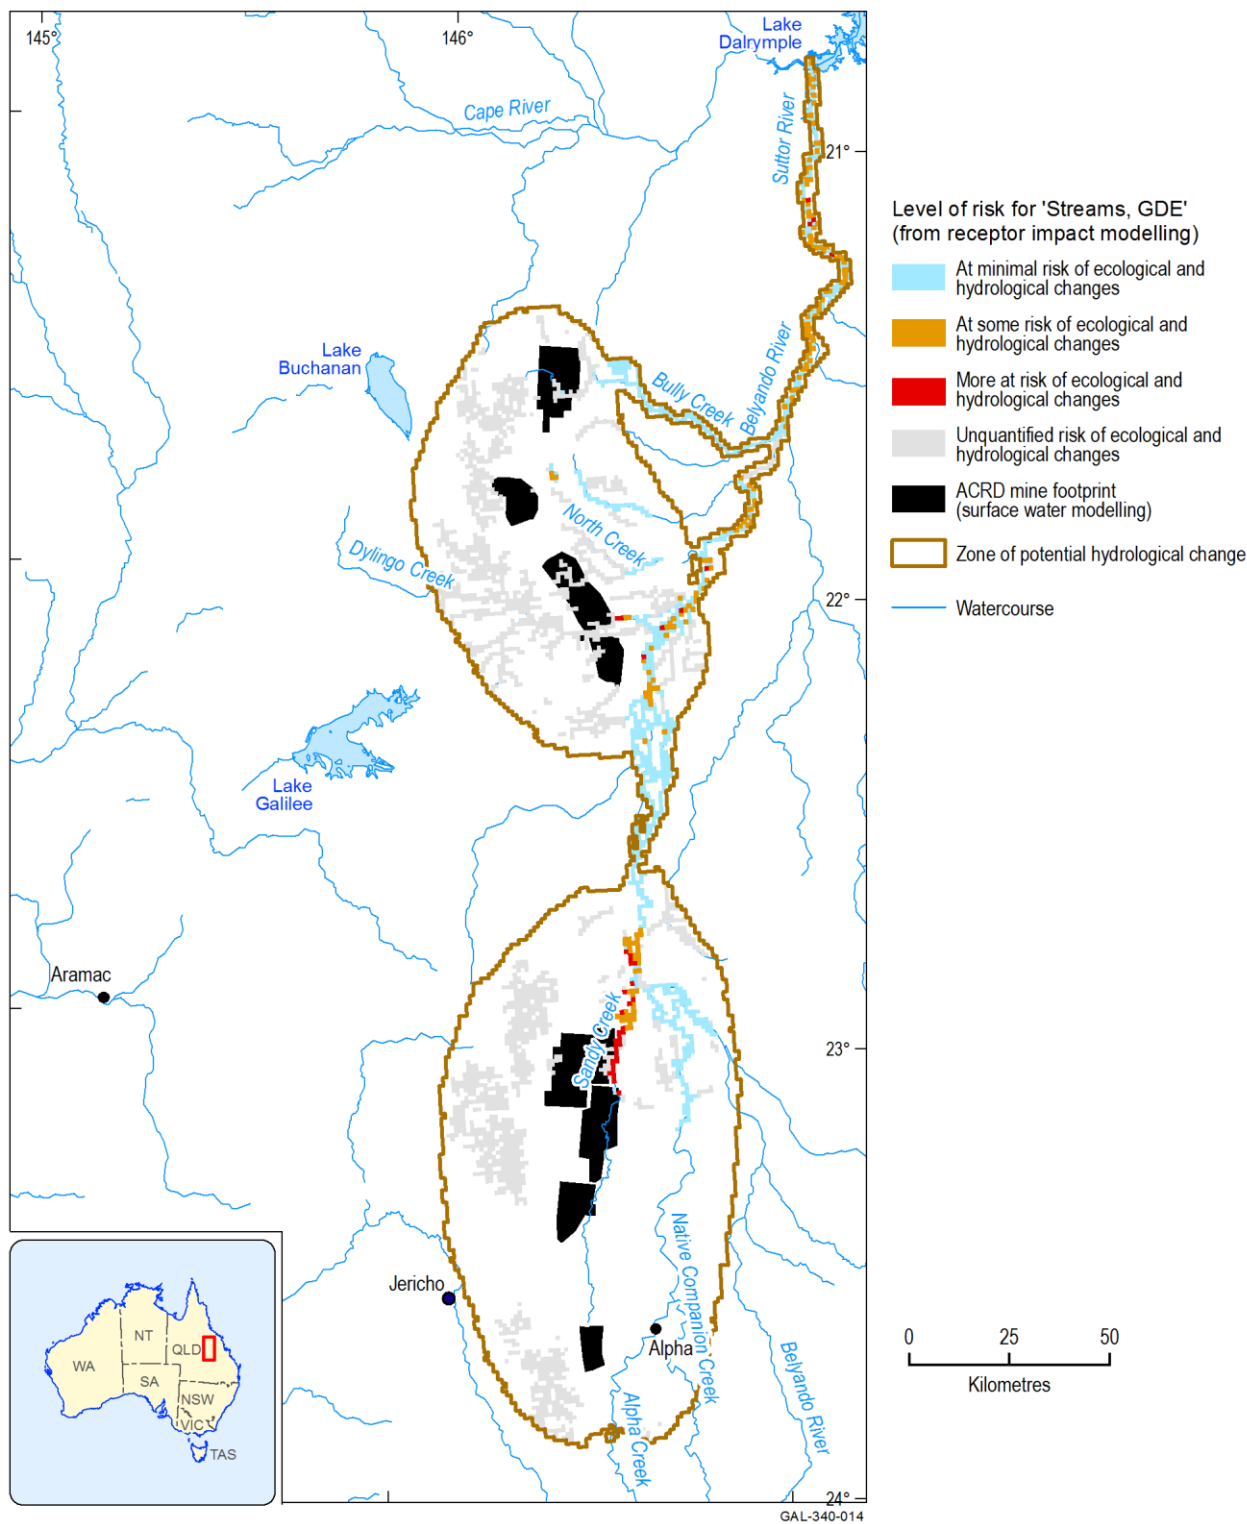 145°
146°
Lake
Dalrymple
Cape River
Suttor River
21°
Lake
Buchanan
Bully Creek
Belyando River
North Creek
Dylingo Creek
22°
Lake
Galilee
Aramac
Sandy Creek
23°
Jericho
Native Companion Creek
Alpha
Alpha Creek
Belyando River
24°
GAL-340-014
Level of risk for 'Streams, GDE'
(from receptor impact modelling)
At minimal risk of ecological and
hydrological changes
At some risk of ecological and
hydrological changes
More at risk of ecological and
hydrological changes
Unquantified risk of ecological and
hydrological changes
ACRD mine footprint
(surface water modelling)
Zone of potential hydrological change
Watercourse
0 25 50
Kilometres
NT
QLD
WA
SA
NSW
VIC
TAS